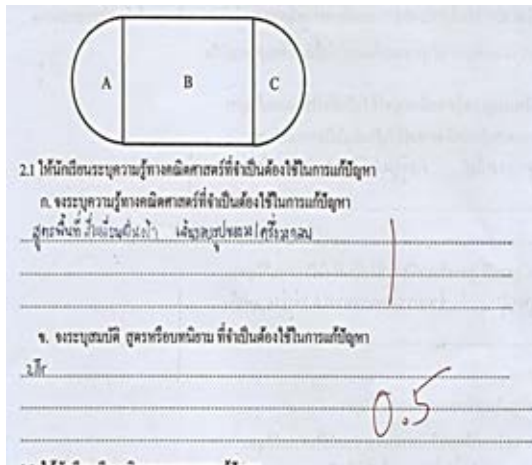 A B C
2.1 ให้นักเรียนระบุความรู้ทางคณิตศาสตร์ที่จำเป็นต้องใช้ในการแก้ปัญหา
ก. จงระบุความรู้ทางคณิตศาสตร์ที่จำเป็นต้องใช้ในการแก้ปัญหา
สูตรพื้นที่
1
ข. จงระบุสมบัติ สูตรหรือบทนิยาม ที่จำเป็นต้องใช้ในการแก้ปัญหา
2πr
0.5